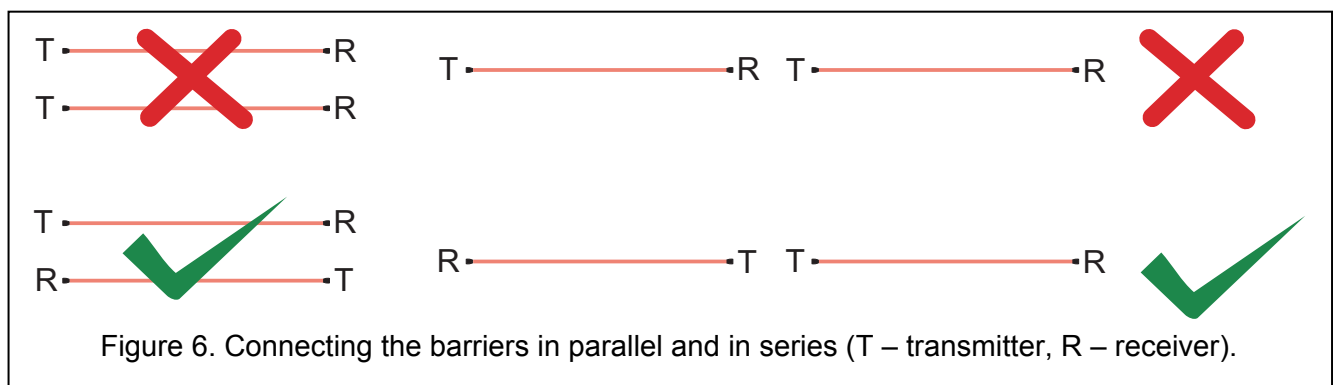 T R
T R
T R T R
T R
R T
R T T R
Figure 6. Connecting the barriers in parallel and in series (T – transmitter, R – receiver).